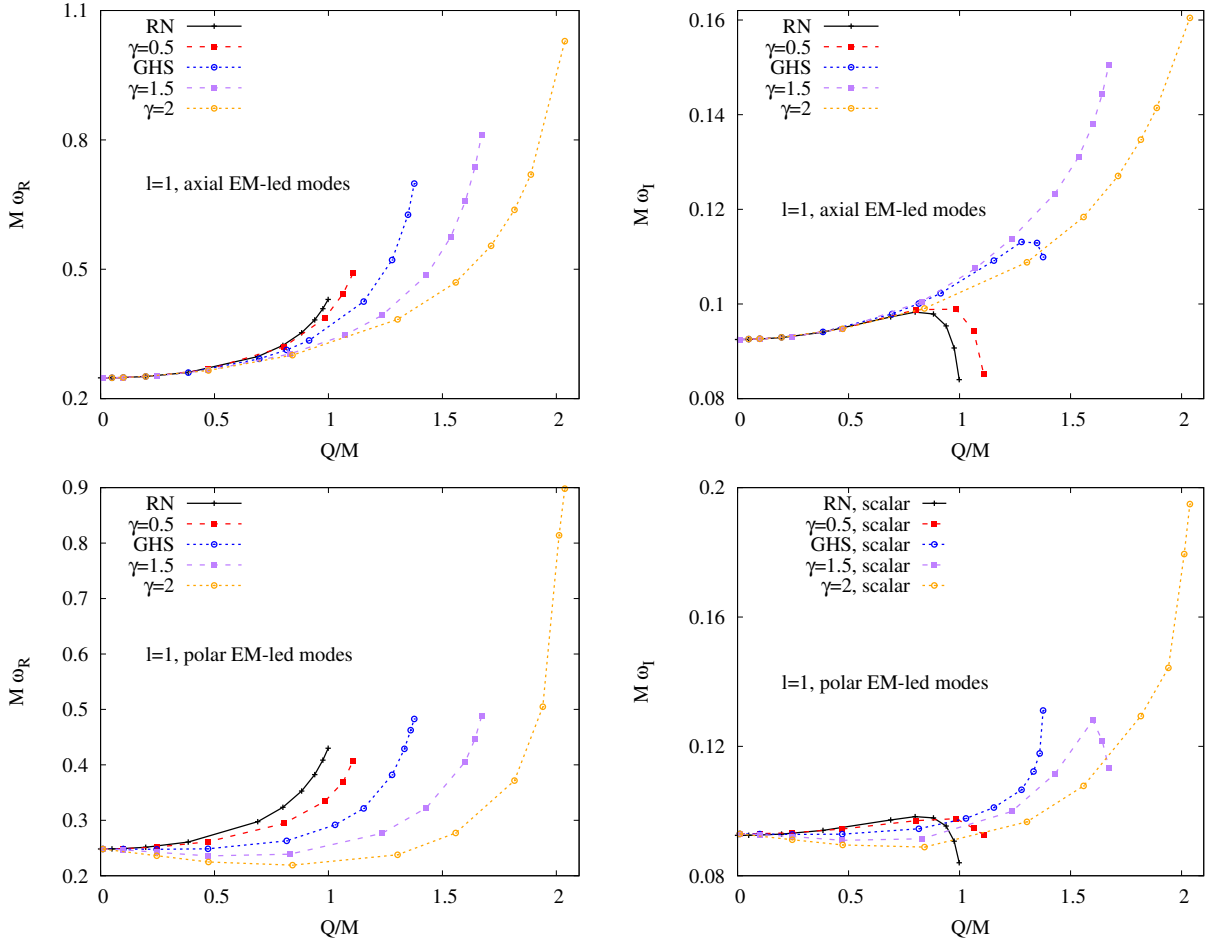 1.1
0.8
0.5
0.2
M ω_R
RN
γ=0.5
GHS
γ=1.5
γ=2
l=1, axial EM-led modes
0.5
1
1.5
2
Q/M
0.16
0.14
0.12
0.1
0.08
M ω_I
RN
γ=0.5
GHS
γ=1.5
γ=2
l=1, axial EM-led modes
0
0.5
1
1.5
2
Q/M
0.9
0.8
0.7
0.6
0.5
0.4
0.3
0.2
M ω_R
RN
γ=0.5
GHS
γ=1.5
γ=2
l=1, polar EM-led modes
0.5
1
1.5
2
Q/M
0.2
0.16
0.12
0.08
M ω_I
RN, scalar
γ=0.5, scalar
GHS, scalar
γ=1.5, scalar
γ=2, scalar
l=1, polar EM-led modes
0
0.5
1
1.5
2
Q/M